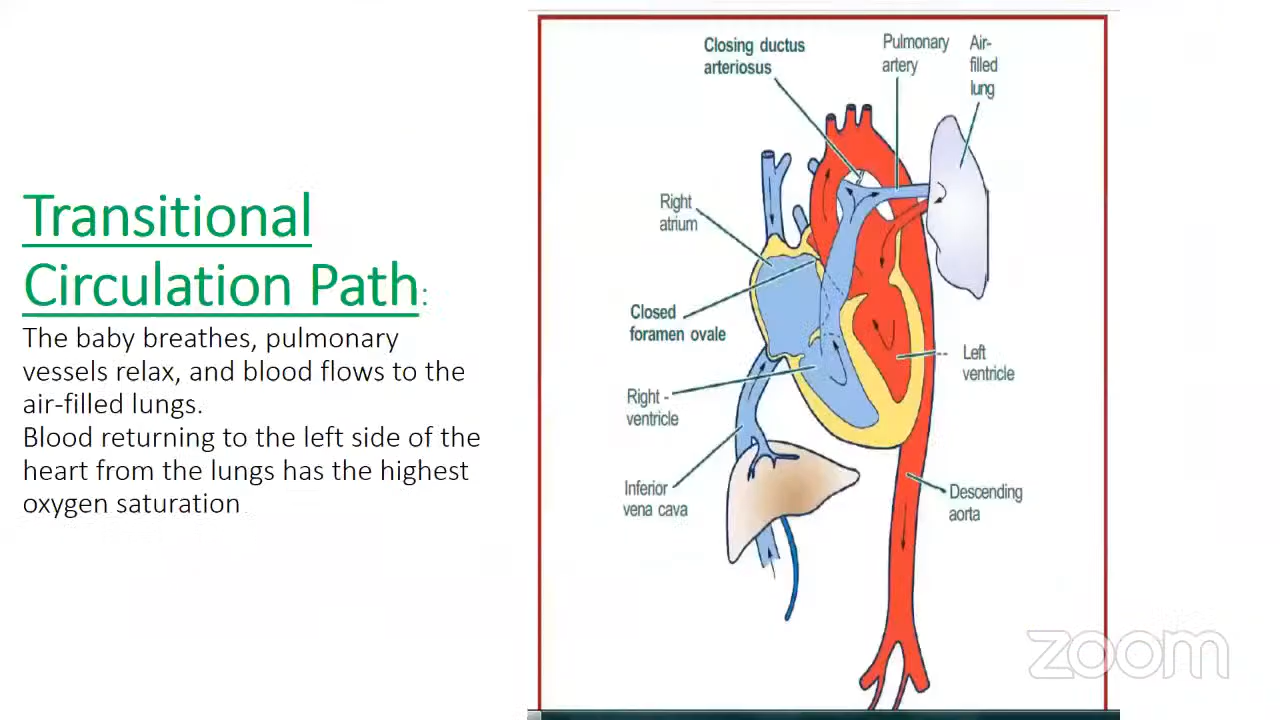 Transitional
Circulation Path:
The baby breathes, pulmonary
vessels relax, and blood flows to the
air-filled lungs.
Blood returning to the left side of the
heart from the lungs has the highest
oxygen saturation
Closing ductus
arteriosus
Pulmonary
artery
Air-
filled
lung
Right
atrium
Closed
foramen ovale
Left
ventricle
Right -
ventricle
Inferior
vena cava
Descending
aorta
zoom